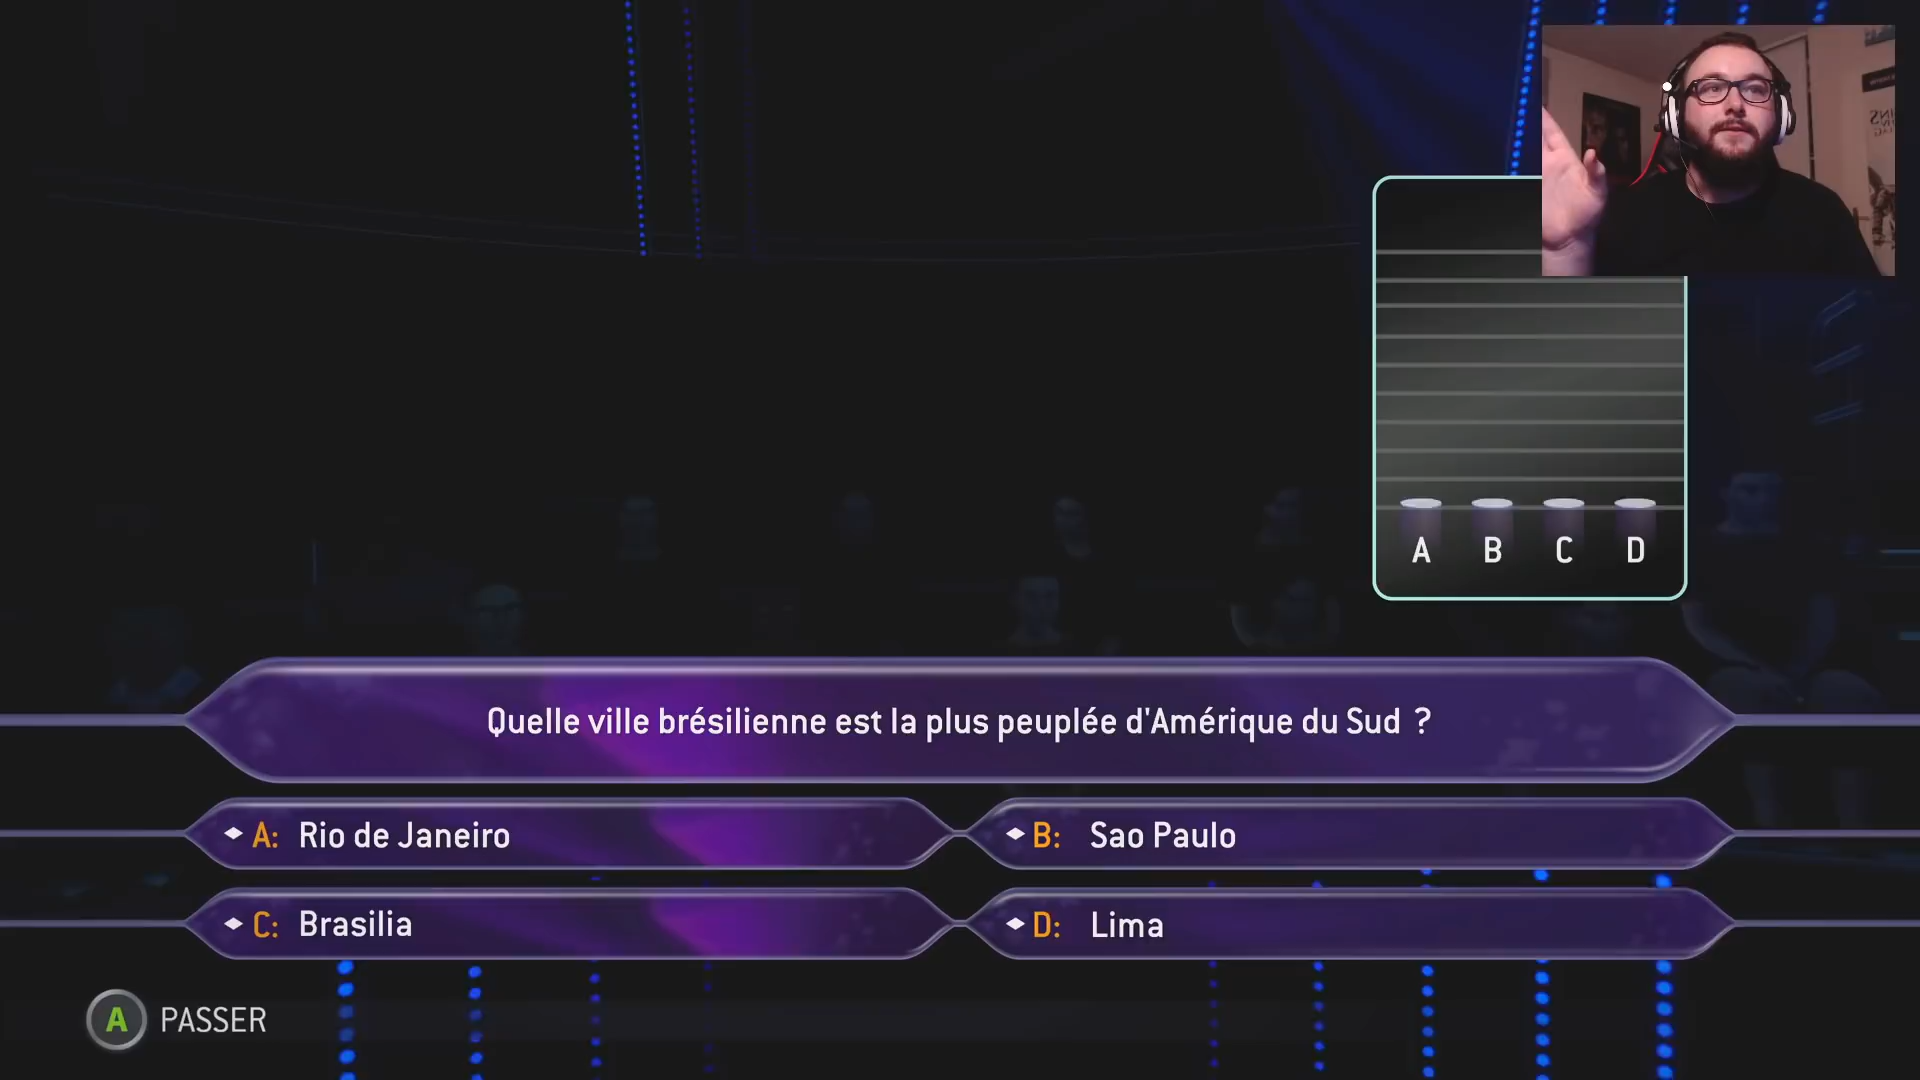 A B C D
Quelle ville brésilienne est la plus peuplée d'Amérique du Sud ?
A: Rio de Janeiro
B: Sao Paulo
C: Brasilia
D: Lima
A PASSER